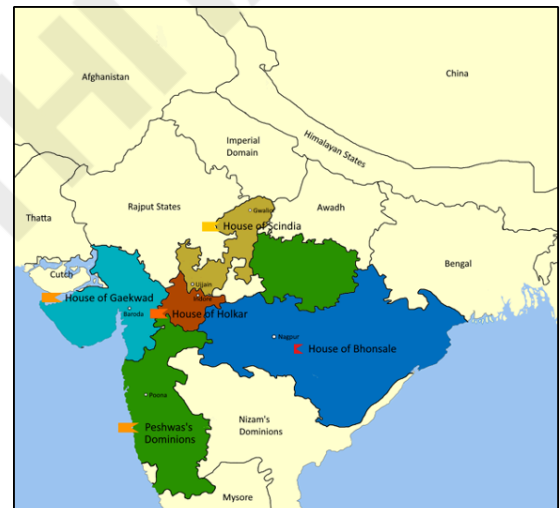 Afghanistan
China
Imperial
Domain
Himalayan States
Rajput States
Gwalior
House of Scindia
Awadh
Thatta
Bengal
Cutch
Ujjain
House of Gaekwad
Indore
Baroda
House of Holkar
Nagpur
House of Bhonsale
Poona
Peshwas's
Dominions
Nizam's
Dominions
Mysore